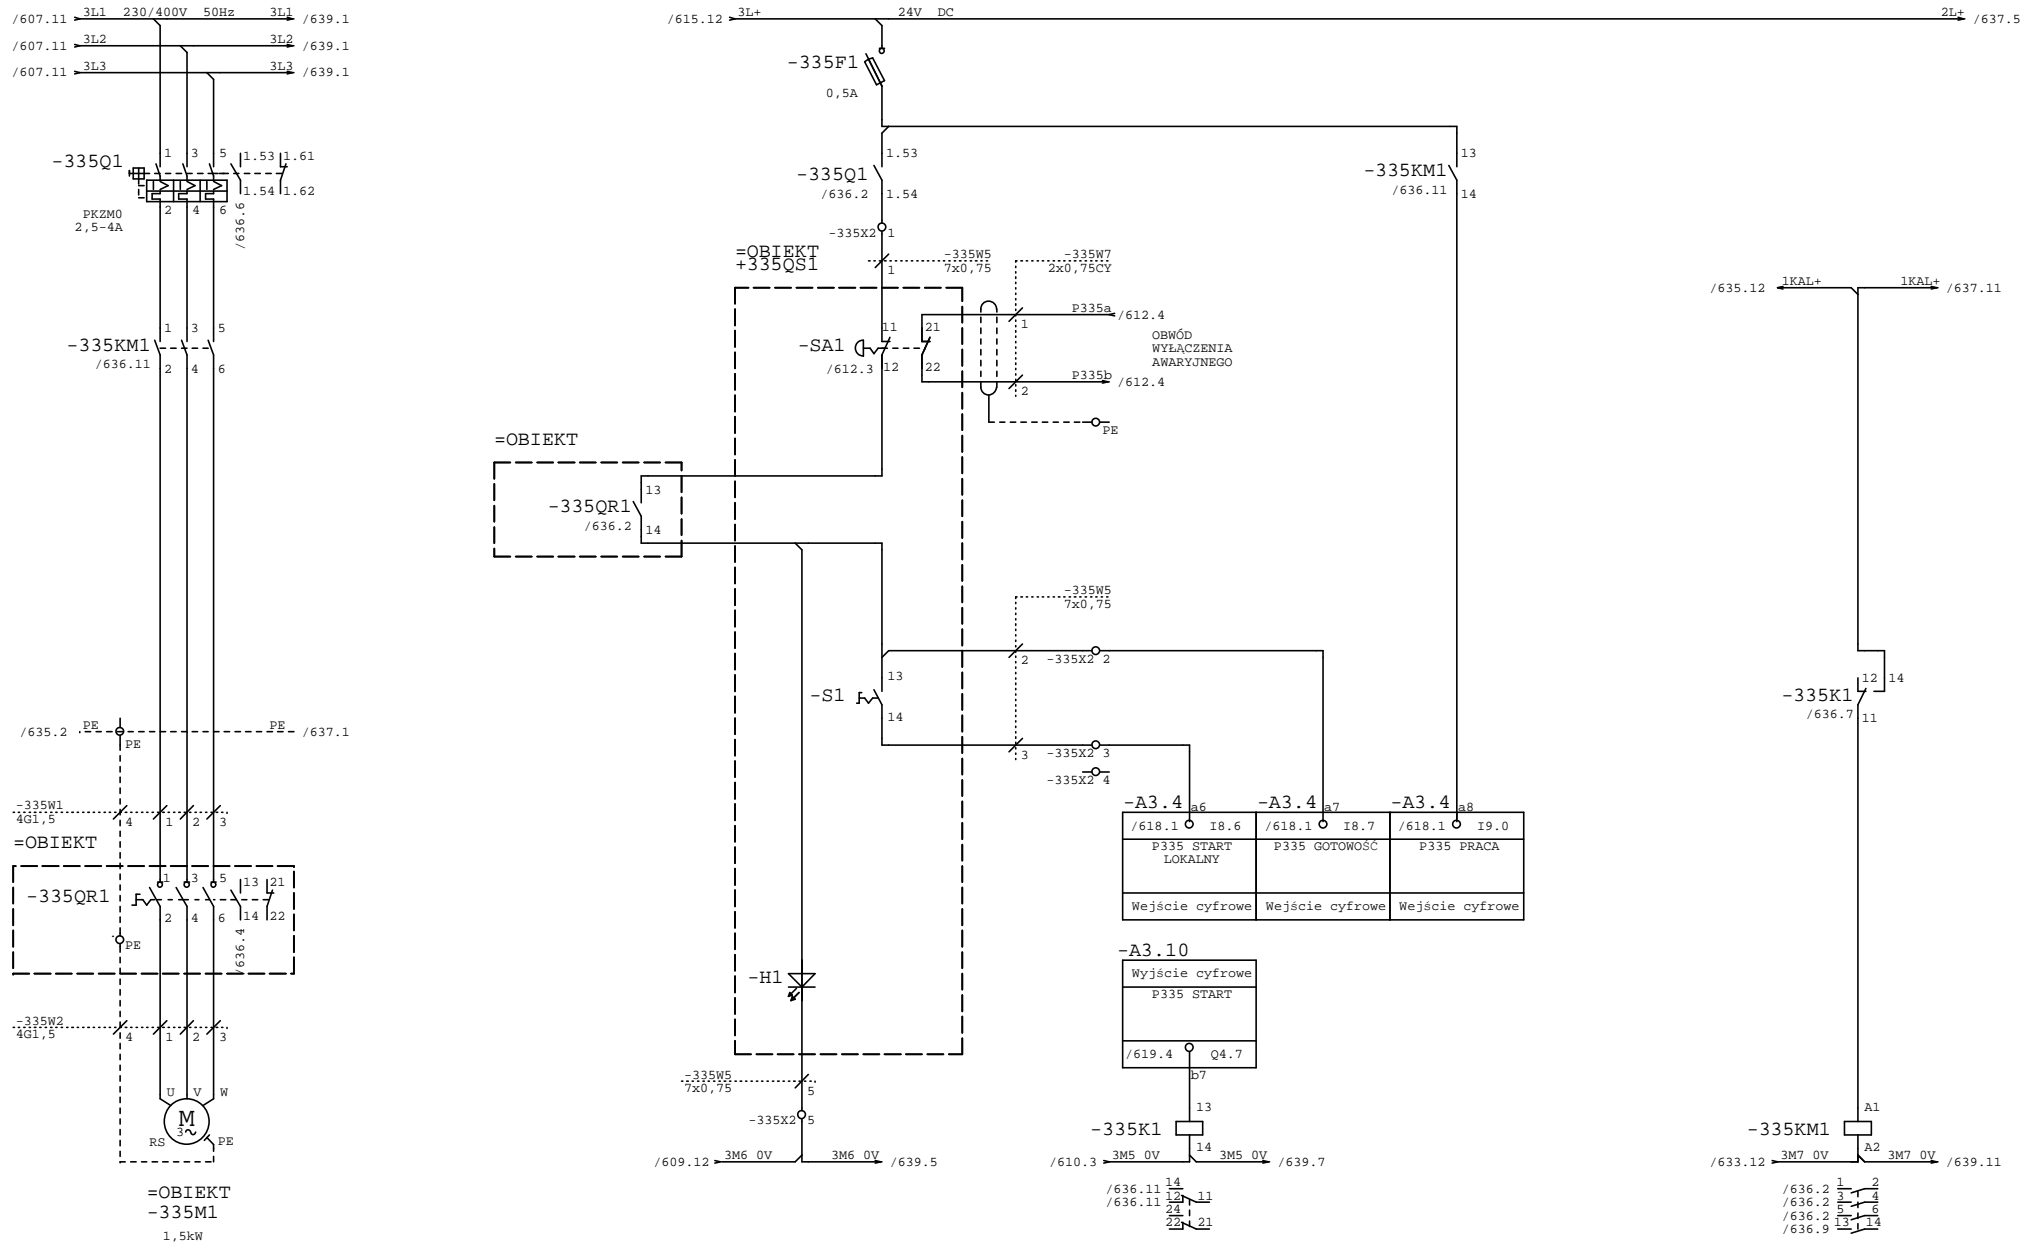 /607.11 3L1 230/400V 50Hz 3L1 /639.1
/607.11 3L2 3L2 /639.1
/607.11 3L3 3L3 /639.1
/615.12 3L+ 24V DC 2L+ /637.5
-335F1
0,5A
-335Q1 1 3 5 1.53 1.61
2 4 6 1.54 1.62
PKZM0
2,5-4A
/636.6
1.53
-335Q1
/636.2 1.54
13
-335KM1
/636.11 14
-335X2 1
=OBIEKT
+335QS1
1
-335W5
7x0,75
-335W7
2x0,75CY
/635.12 1KAL+ 1KAL+ /637.11
1 3 5
-335KM1
/636.11 2 4 6
11 21
-SA1
/612.3 12 22
P335a /612.4
1
OBWÓD
WYŁĄCZENIA
AWARYJNEGO
P335b /612.4
2
PE
=OBIEKT
13
-335QR1
/636.2 14
-335W5
7x0,75
2 -335X2 2
13
-S1
14
3 -335X2 3
-335X2 4
12 14
-335K1
/636.7 11
/635.2 PE PE /637.1
PE
-335W1
4G1,5 4 1 2 3
=OBIEKT
1 3 5 13 21
-335QR1
2 4 6 14 22
PE
/636.4
-A3.4 a6 -A3.4 a7 -A3.4 a8
/618.1 I8.6 /618.1 I8.7 /618.1 I9.0
P335 START P335 GOTOWOŚĆ P335 PRACA
LOKALNY
Wejście cyfrowe Wejście cyfrowe Wejście cyfrowe
-A3.10
Wyjście cyfrowe
P335 START
/619.4 Q4.7
b7
-H1
-335W2
4G1,5 4 1 2 3
-335W5
7x0,75 5
-335X2 5
U V W
M
3~
RS PE
13
-335K1
14
A1
-335KM1
A2
/609.12 3M6 0V 3M6 0V /639.5
/610.3 3M5 0V 3M5 0V /639.7
/633.12 3M7 0V 3M7 0V /639.11
=OBIEKT
-335M1
1,5kW
/636.11 14
/636.11 12 11
24
22 21
/636.2 1 2
/636.2 3 4
/636.2 5 6
/636.9 13 14